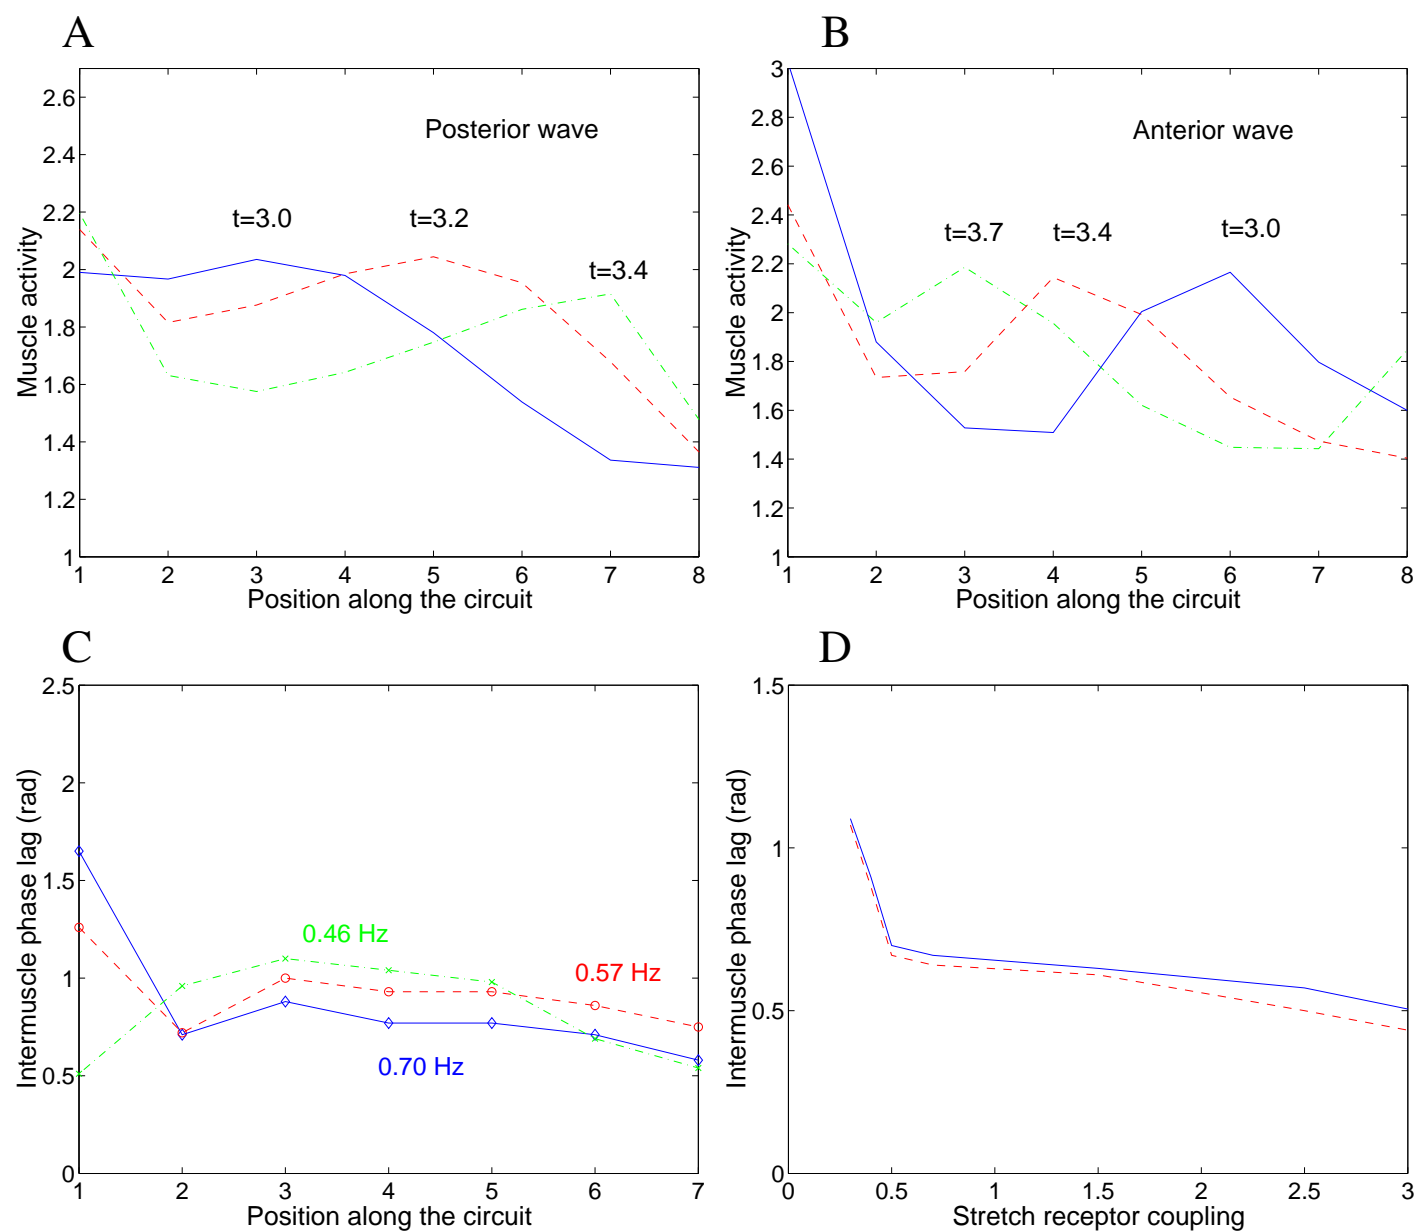 A
2.6
2.4
2.2
2
1.8
1.6
1.4
1.2
1
Muscle activity
Posterior wave
t=3.0
t=3.2
t=3.4
1 2 3 4 5 6 7 8
Position along the circuit
B
3
2.8
2.6
2.4
2.2
2
1.8
1.6
1.4
1.2
1
Muscle activity
Anterior wave
t=3.7
t=3.4
t=3.0
1 2 3 4 5 6 7 8
Position along the circuit
C
2.5
2
1.5
1
0.5
0
Intermuscle phase lag (rad)
0.46 Hz
0.57 Hz
0.70 Hz
1 2 3 4 5 6 7
Position along the circuit
D
1.5
1
0.5
0
Intermuscle phase lag (rad)
0 0.5 1 1.5 2 2.5 3
Stretch receptor coupling